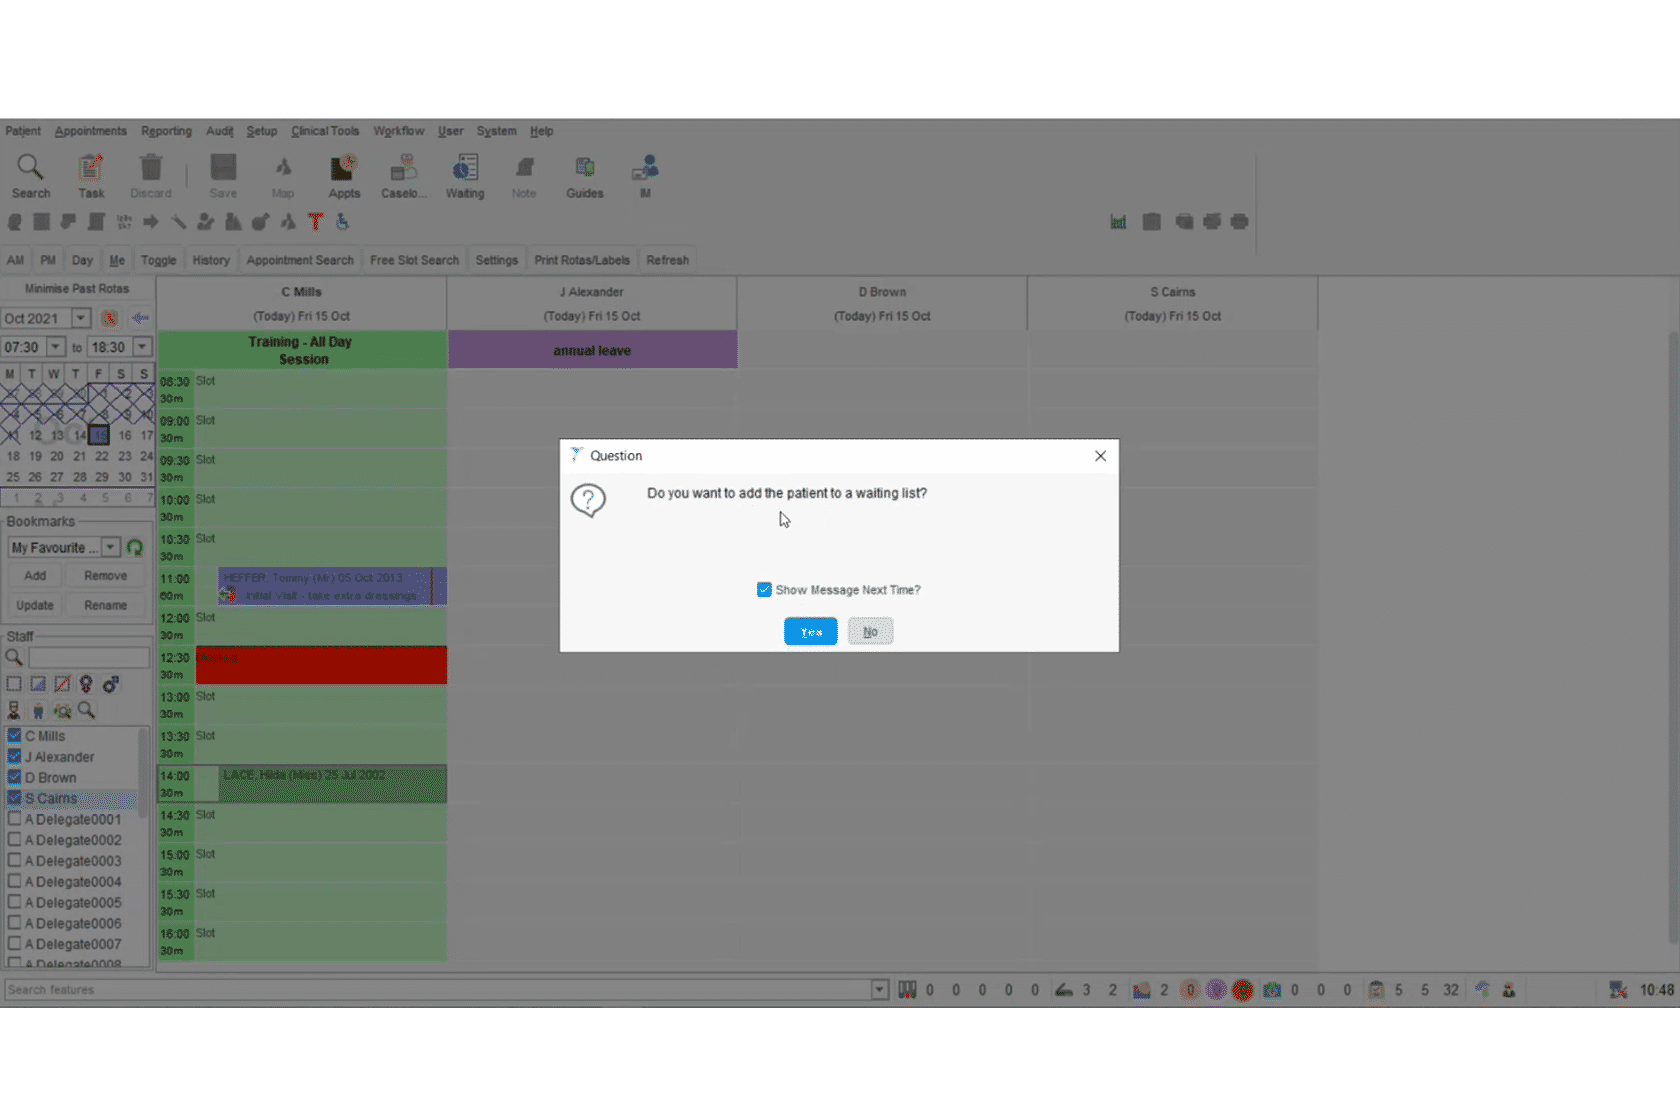 Patient Appointments Reporting Audit Setup Clinical Tools Workflow User System Help
Search Task Discard Save Map Appts Caselo... Waiting Note Guides IM
AM PM Day Me Toggle History Appointment Search Free Slot Search Settings Print Rotas/Labels Refresh
Minimise Past Rotas
Oct 2021
07:30 to 18:30
M T W T F S S
11 12 13 14 15 16 17
18 19 20 21 22 23 24
25 26 27 28 29 30 31
1 2 3 4 5 6 7
Bookmarks
My Favourite ...
Add Remove
Update Rename
Staff
C Mills
J Alexander
D Brown
S Cairns
A Delegate0001
A Delegate0002
A Delegate0003
A Delegate0004
A Delegate0005
A Delegate0006
A Delegate0007
A Delegate0008
C Mills
(Today) Fri 15 Oct
J Alexander
(Today) Fri 15 Oct
D Brown
(Today) Fri 15 Oct
S Cairns
(Today) Fri 15 Oct
Training - All Day
Session
annual leave
08:30 Slot
30m
09:00 Slot
30m
09:30 Slot
30m
10:00 Slot
30m
10:30 Slot
30m
11:00 HEFFER, Tommy (Mr) 05 Oct 2013
60m Initial Visit - take extra dressings
12:00 Slot
30m
12:30
30m
13:00 Slot
30m
13:30 Slot
30m
14:00 LACE, Hilda (Miss) 25 Jul 2002
30m
14:30 Slot
30m
15:00 Slot
30m
15:30 Slot
30m
16:00 Slot
30m
Question
Do you want to add the patient to a waiting list?
Show Message Next Time?
Yes No
Search features
0 0 0 0 0 3 2 2 0 0 0 0 5 5 32 10:48